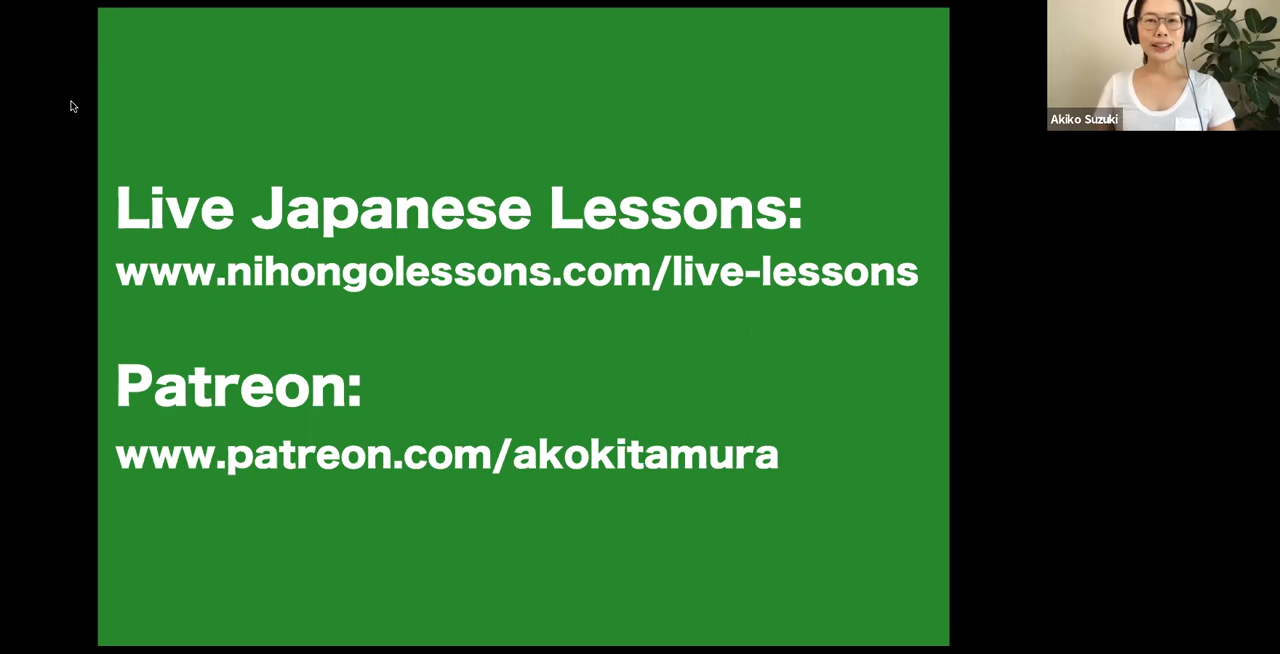 Live Japanese Lessons:
www.nihongolessons.com/live-lessons
Patreon:
www.patreon.com/akokitamura
Akiko Suzuki